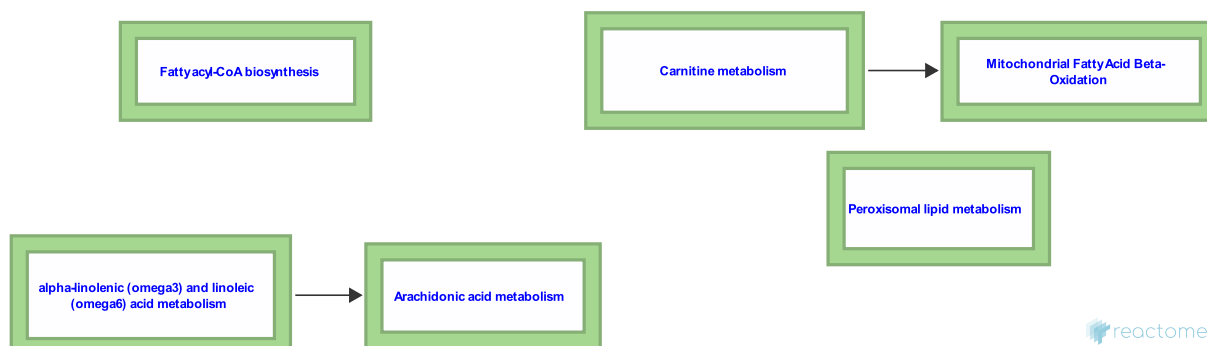 Fatty acyl-CoA biosynthesis
Carnitine metabolism
Mitochondrial Fatty Acid Beta-
Oxidation
Peroxisomal lipid metabolism
alpha-linolenic (omega3) and linoleic
(omega6) acid metabolism
Arachidonic acid metabolism
reactome